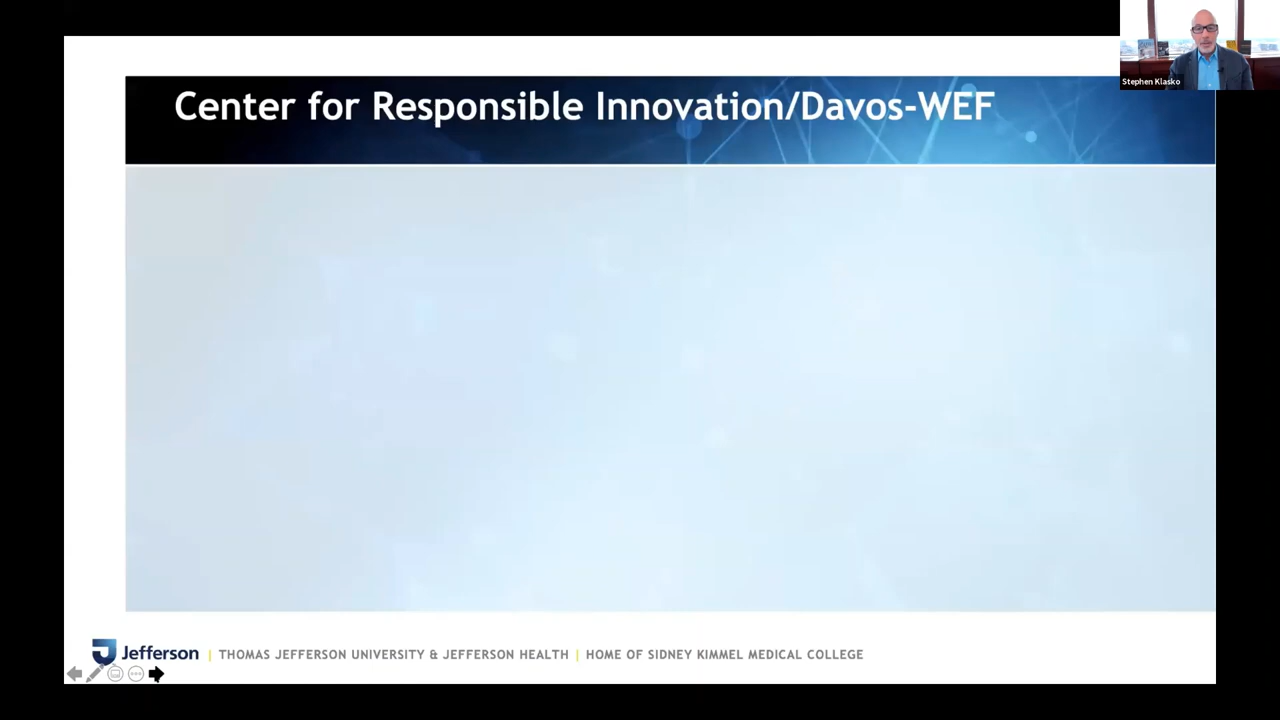 Stephen Klasko
Center for Responsible Innovation/Davos-WEF
Jefferson | THOMAS JEFFERSON UNIVERSITY & JEFFERSON HEALTH | HOME OF SIDNEY KIMMEL MEDICAL COLLEGE